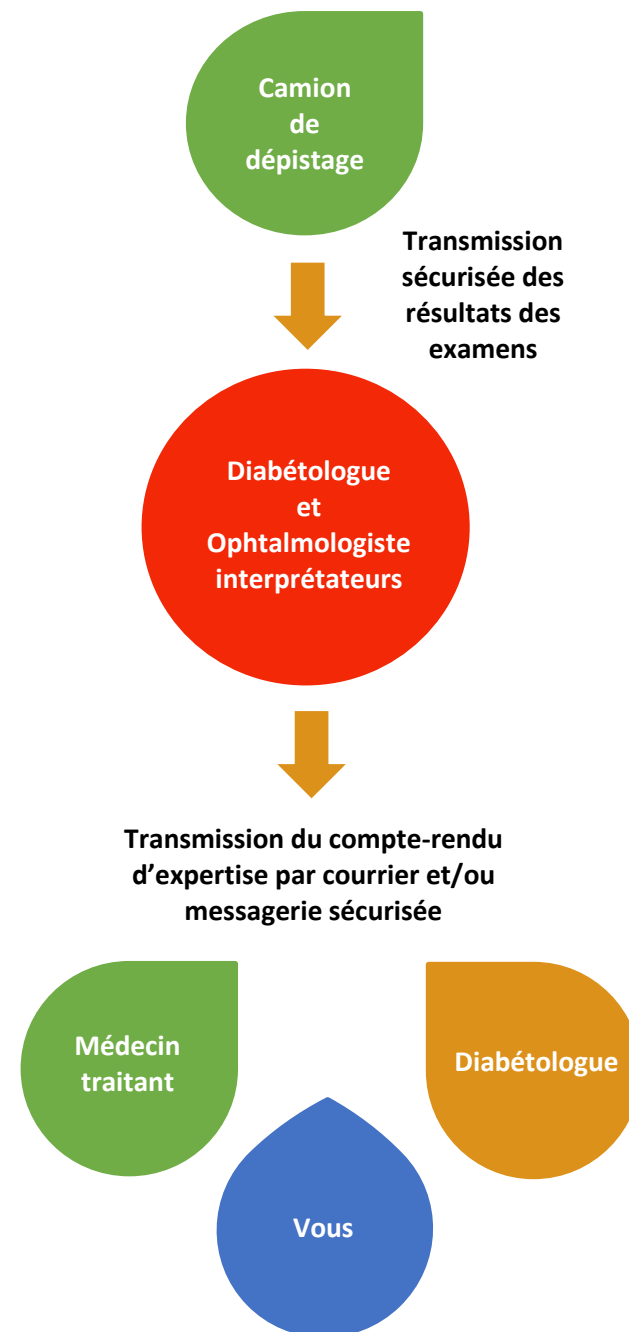 Camion
de
dépistage
Transmission
sécurisée des
résultats des
examens
Diabétologue
et
Ophtalmologiste
interprétateurs
Transmission du compte-rendu
d’expertise par courrier et/ou
messagerie sécurisée
Médecin
traitant
Diabétologue
Vous